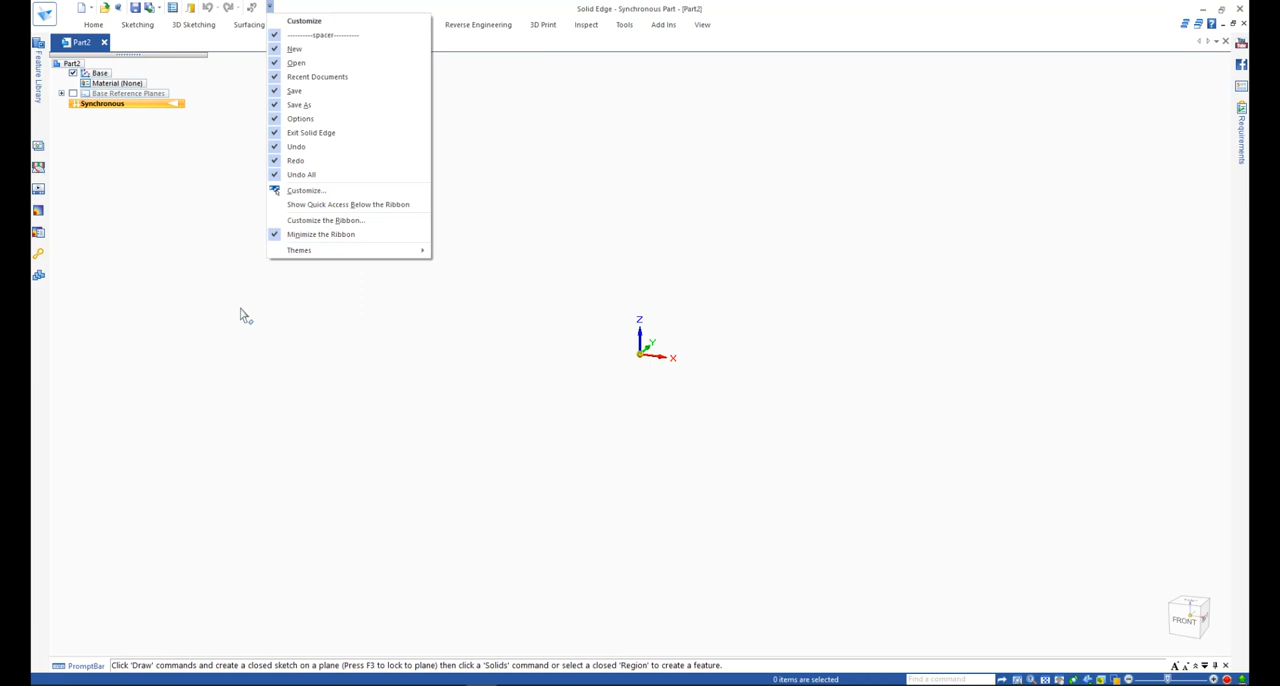 Solid Edge - Synchronous Part - [Part2]
Home Sketching 3D Sketching Surfacing Reverse Engineering 3D Print Inspect Tools Add Ins View
Customize
----------spacer----------
New
Open
Recent Documents
Save
Save As
Options
Exit Solid Edge
Undo
Redo
Undo All
Customize...
Show Quick Access Below the Ribbon
Customize the Ribbon...
Minimize the Ribbon
Themes
Part2
Part2
Base
Material (None)
Base Reference Planes
Synchronous
Feature Library
Requirements
Z
Y
X
FRONT
PromptBar Click 'Draw' commands and create a closed sketch on a plane (Press F3 to lock to plane) then click a 'Solids' command or select a closed 'Region' to create a feature.
0 items are selected Find a command